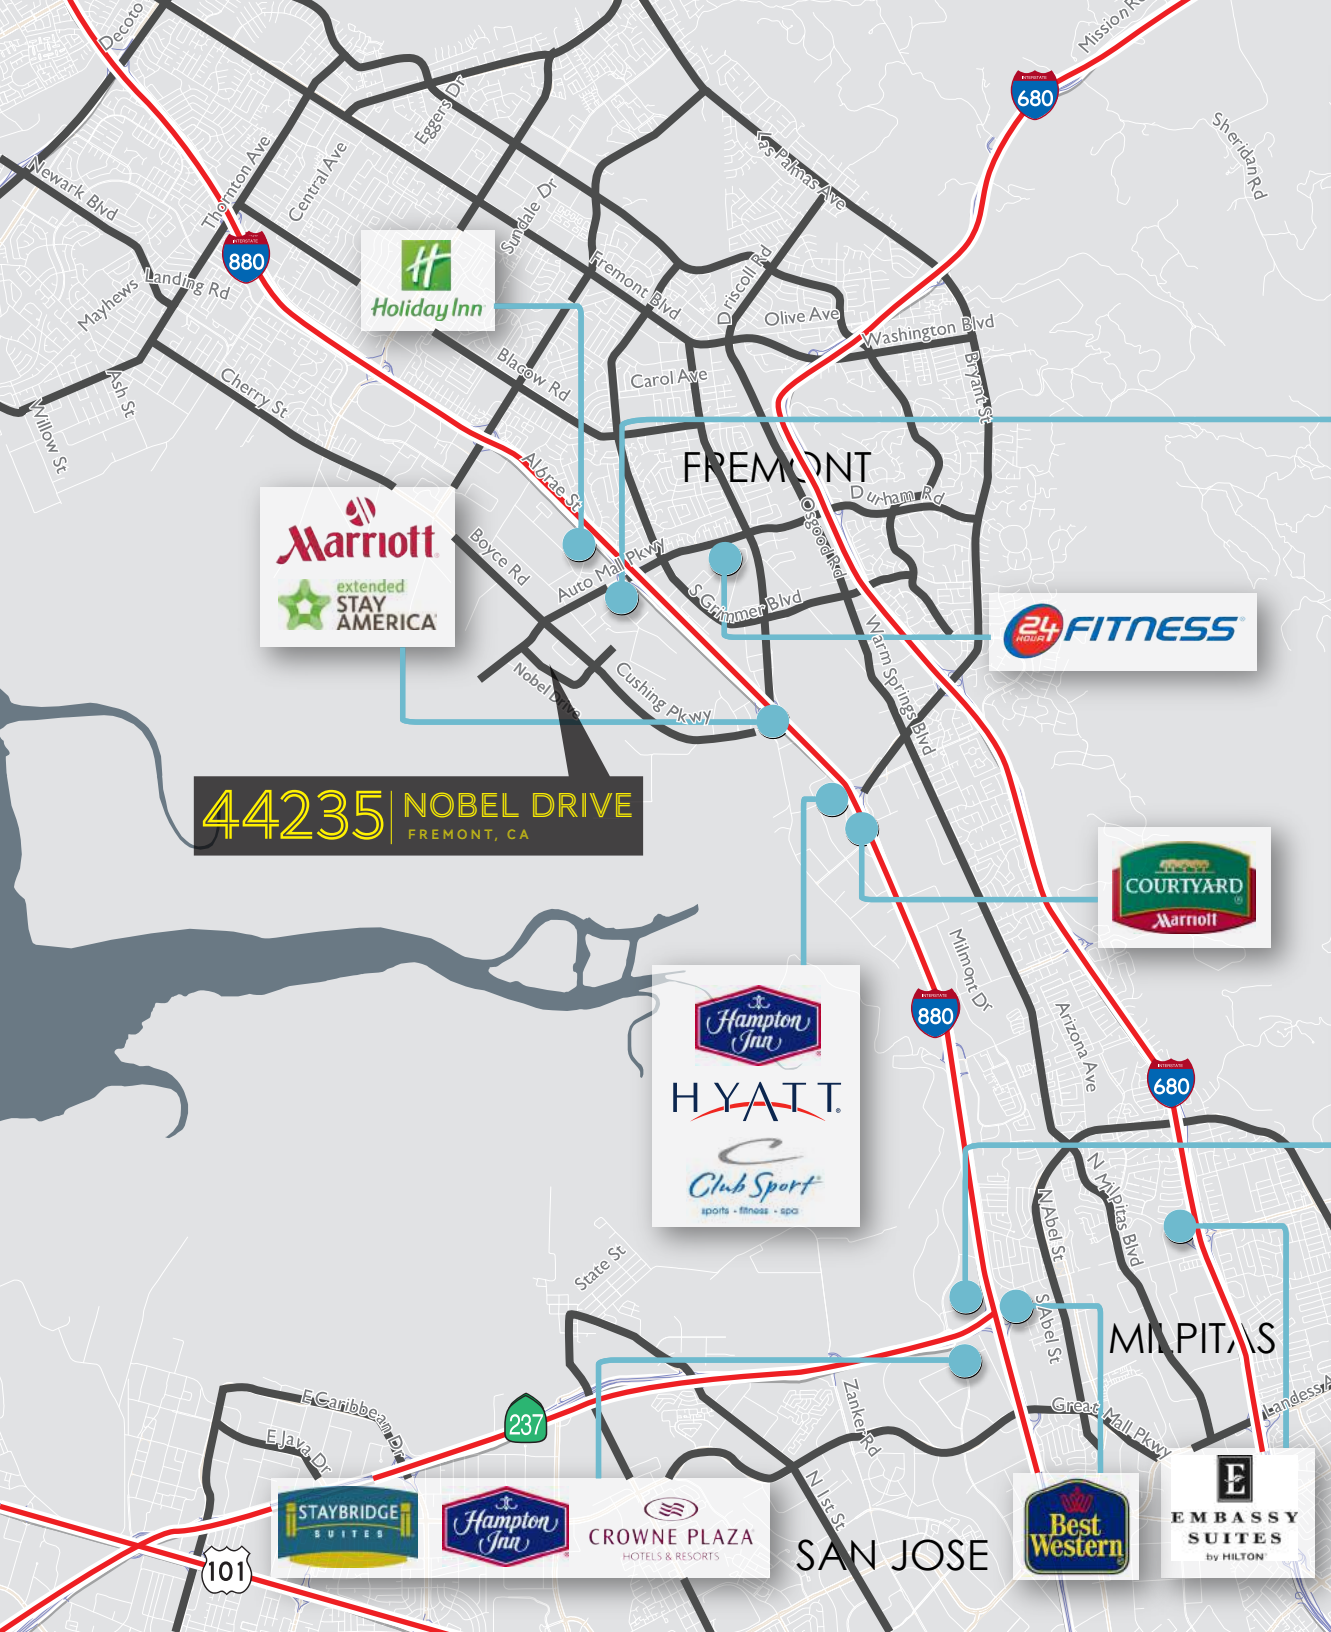 Decoto
Mission Rd
INTERSTATE
680
Sheridan Rd
Las Palmas Ave
Eggers Dr
Thornton Ave
Central Ave
Newark Blvd
Sundale Dr
INTERSTATE
880
Holiday Inn
Fremont Blvd
Driscoll Rd
Mayhews Landing Rd
Olive Ave
Washington Blvd
Blacow Rd
Carol Ave
Bryant St
Ash St
Cherry St
Willow St
FREMONT
Albrae St
Durham Rd
Osgood Rd
Marriott
extended
STAY
AMERICA
Boyce Rd
Auto Mall Pkwy
S Grimmer Blvd
24
HOUR
FITNESS
Warm Springs Blvd
Nobel Drive
Cushing Pkwy
44235
NOBEL DRIVE
FREMONT, CA
COURTYARD
Marriott
Milmont Dr
Hampton
Inn
INTERSTATE
880
Arizona Ave
HYATT
INTERSTATE
680
Club Sport
sports • fitness • spa
N Milpitas Blvd
N Abel St
State St
S Abel St
MILPITAS
Zanker Rd
Great Mall Pkwy
Landess A
E Caribbean Dr
237
E Java Dr
N 1st St
STAYBRIDGE
SUITES
Hampton
Inn
CROWNE PLAZA
HOTELS & RESORTS
SAN JOSE
Best
Western
E
EMBASSY
SUITES
by HILTON
101